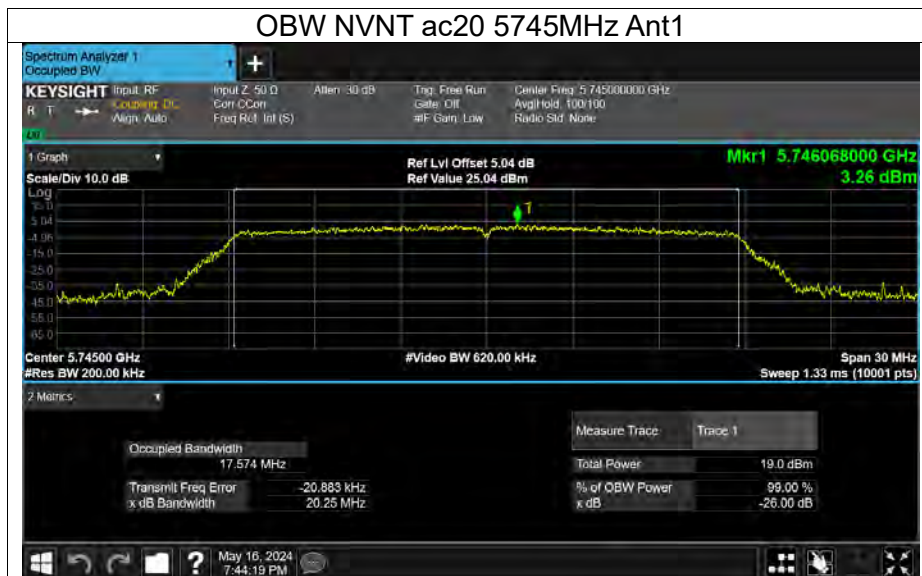 OBW NVNT ac20 5745MHz Ant1
Spectrum Analyzer 1
Occupied BW
+
KEYSIGHT
R T
Input: RF
Coupling: DC
Align: Auto
Input Z: 50 Ω
Corr CCorr
Freq Ref: Int (S)
Atten: 30 dB
Trig: Free Run
Gate: Off
#IF Gain: Low
Center Freq: 5.745000000 GHz
Avg|Hold: 100/100
Radio Std: None
1 Graph
Scale/Div 10.0 dB
Ref Lvl Offset 5.04 dB
Ref Value 25.04 dBm
Mkr1 5.746068000 GHz
3.26 dBm
Log
15.0
5.04
-4.96
-15.0
-25.0
-35.0
-45.0
-55.0
-65.0
1
Center 5.74500 GHz
#Res BW 200.00 kHz
#Video BW 620.00 kHz
Span 30 MHz
Sweep 1.33 ms (10001 pts)
2 Metrics
Occupied Bandwidth
17.574 MHz
Transmit Freq Error -20.883 kHz
x dB Bandwidth 20.25 MHz
Measure Trace Trace 1
Total Power 19.0 dBm
% of OBW Power 99.00 %
x dB -26.00 dB
?
May 16, 2024
7:44:19 PM